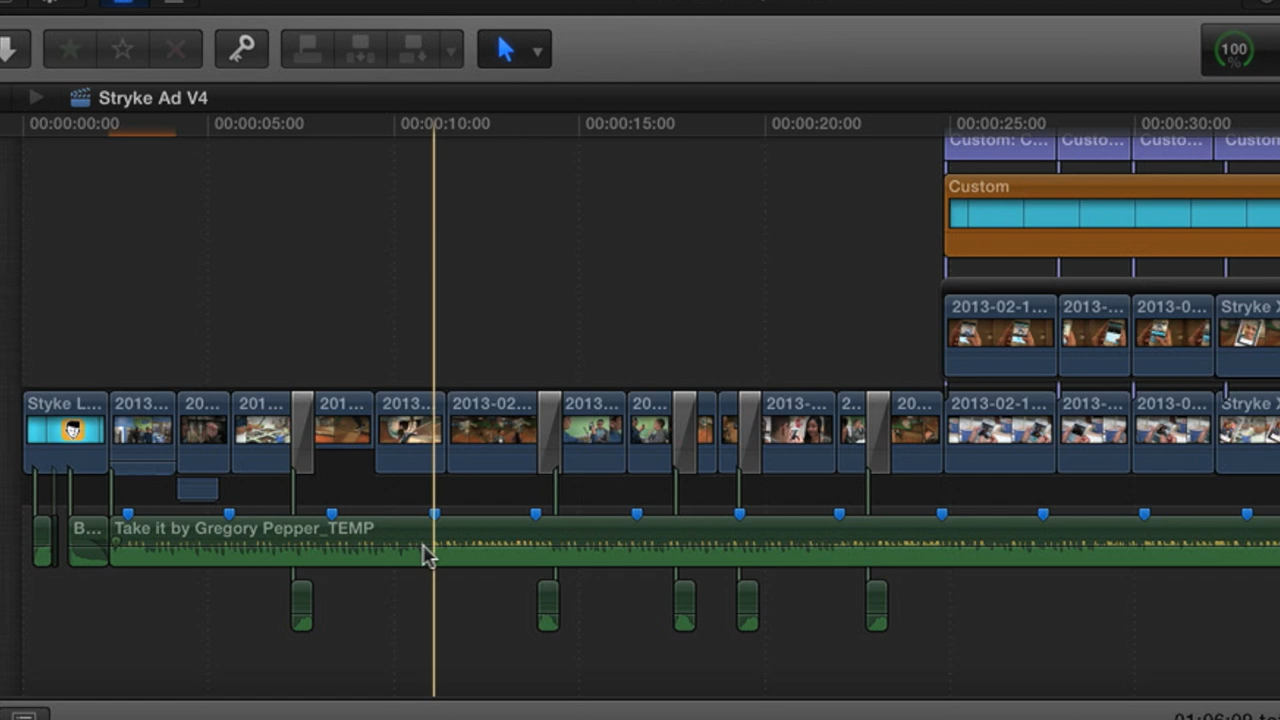 100
%
Stryke Ad V4
00:00:00:00 00:00:05:00 00:00:10:00 00:00:15:00 00:00:20:00 00:00:25:00 00:00:30:00
Custom: C... Custo... Custo... Custon
Custom
2013-02-1... 2013-... 2013-0... Stryke X
Styke L... 2013... 20... 201... 201... 2013... 2013-02... 2013... 20... 2013-... 2.. 20... 2013-02-1... 2013-... 2013-0... Stryke X
B... Take it by Gregory Pepper_TEMP